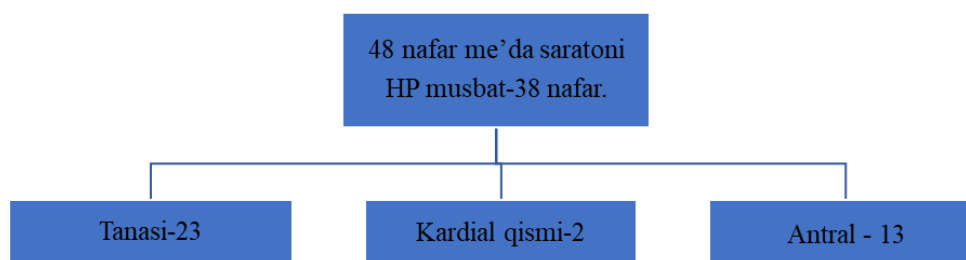 48 nafar me’da saratoni
HP musbat-38 nafar.
Tanasi-23
Kardial qismi-2
Antral - 13